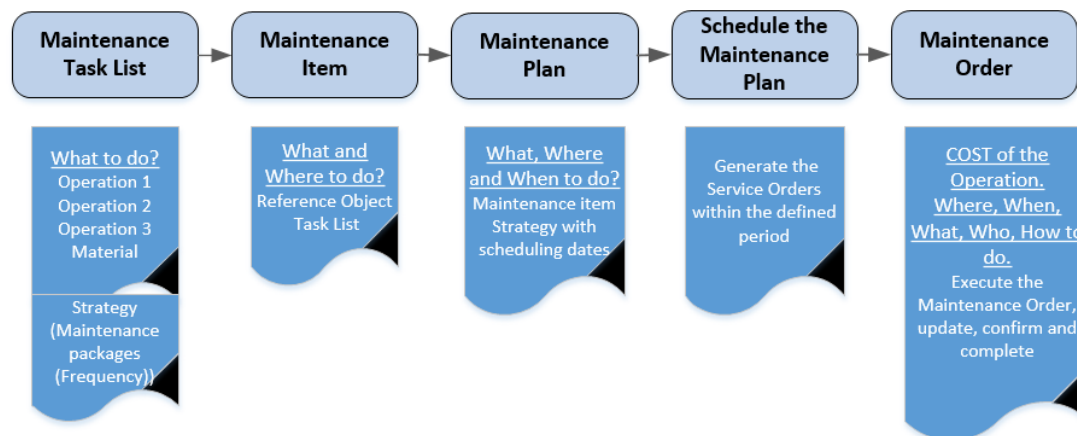 Maintenance
Task List
Maintenance
Item
Maintenance
Plan
Schedule the
Maintenance
Plan
Maintenance
Order
What to do?
Operation 1
Operation 2
Operation 3
Material
Strategy
(Maintenance
packages
(Frequency))
What and
Where to do?
Reference Object
Task List
What, Where
and When to do?
Maintenance item
Strategy with
scheduling dates
Generate the
Service Orders
within the defined
period
COST of the
Operation.
Where, When,
What, Who, How to
do.
Execute the
Maintenance Order,
update, confirm and
complete